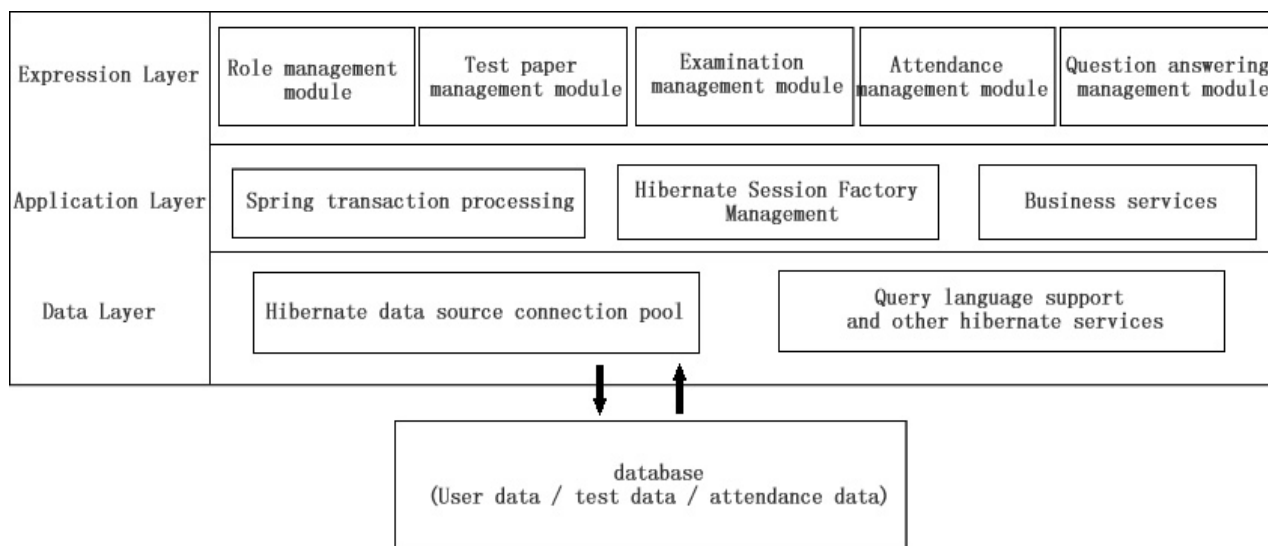 Expression Layer
Role management
module
Test paper
management module
Examination
management module
Attendance
management module
Question answering
management module
Application Layer
Spring transaction processing
Hibernate Session Factory
Management
Business services
Data Layer
Hibernate data source connection pool
Query language support
and other hibernate services
database
(User data / test data / attendance data)